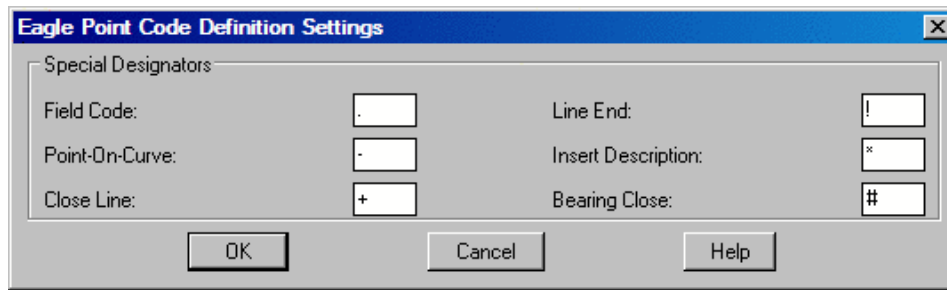 Eagle Point Code Definition Settings
Special Designators
Field Code: . Line End: !
Point-On-Curve: - Insert Description: *
Close Line: + Bearing Close: #
OK Cancel Help